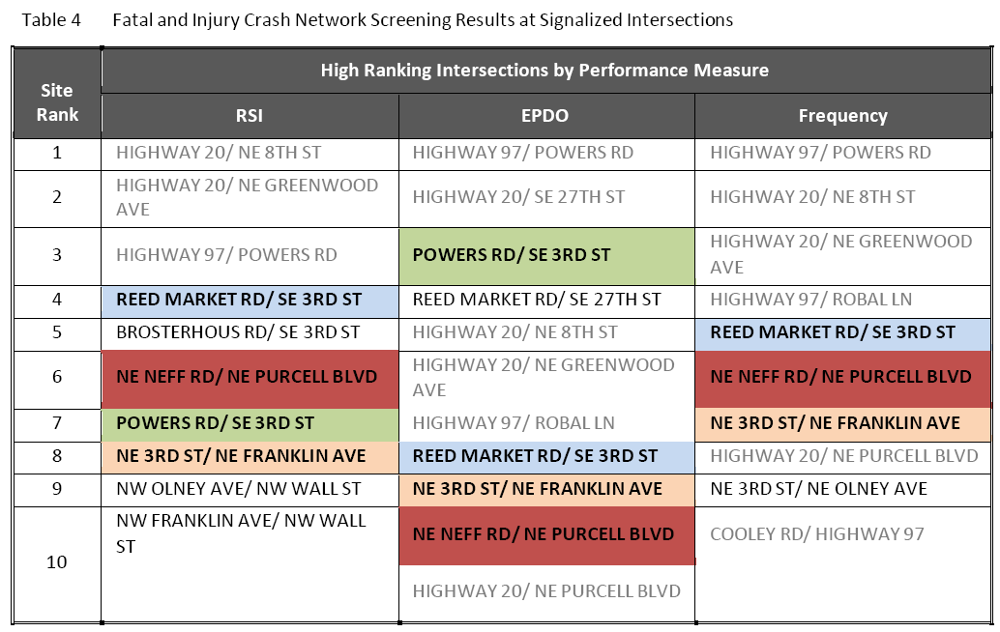 Table 4 Fatal and Injury Crash Network Screening Results at Signalized Intersections
Site Rank High Ranking Intersections by Performance Measure
RSI EPDO Frequency
1 HIGHWAY 20/ NE 8TH ST HIGHWAY 97/ POWERS RD HIGHWAY 97/ POWERS RD
2 HIGHWAY 20/ NE GREENWOOD AVE HIGHWAY 20/ SE 27TH ST HIGHWAY 20/ NE 8TH ST
3 HIGHWAY 97/ POWERS RD POWERS RD/ SE 3RD ST HIGHWAY 20/ NE GREENWOOD AVE
4 REED MARKET RD/ SE 3RD ST REED MARKET RD/ SE 27TH ST HIGHWAY 97/ ROBAL LN
5 BROSTERHOUS RD/ SE 3RD ST HIGHWAY 20/ NE 8TH ST REED MARKET RD/ SE 3RD ST
6 NE NEFF RD/ NE PURCELL BLVD HIGHWAY 20/ NE GREENWOOD AVE NE NEFF RD/ NE PURCELL BLVD
7 POWERS RD/ SE 3RD ST HIGHWAY 97/ ROBAL LN NE 3RD ST/ NE FRANKLIN AVE
8 NE 3RD ST/ NE FRANKLIN AVE REED MARKET RD/ SE 3RD ST HIGHWAY 20/ NE PURCELL BLVD
9 NW OLNEY AVE/ NW WALL ST NE 3RD ST/ NE FRANKLIN AVE NE 3RD ST/ NE OLNEY AVE
10 NW FRANKLIN AVE/ NW WALL ST NE NEFF RD/ NE PURCELL BLVD COOLEY RD/ HIGHWAY 97
HIGHWAY 20/ NE PURCELL BLVD